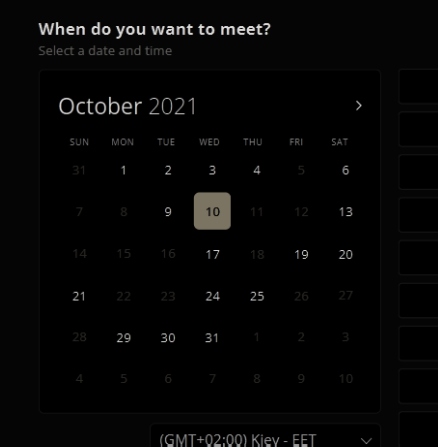 When do you want to meet?
Select a date and time
October 2021
SUN MON TUE WED THU FRI SAT
31 1 2 3 4 5 6
7 8 9 10 11 12 13
14 15 16 17 18 19 20
21 22 23 24 25 26 27
28 29 30 31 1 2 3
4 5 6 7 8 9 10
(GMT+02:00) Kiev - EET